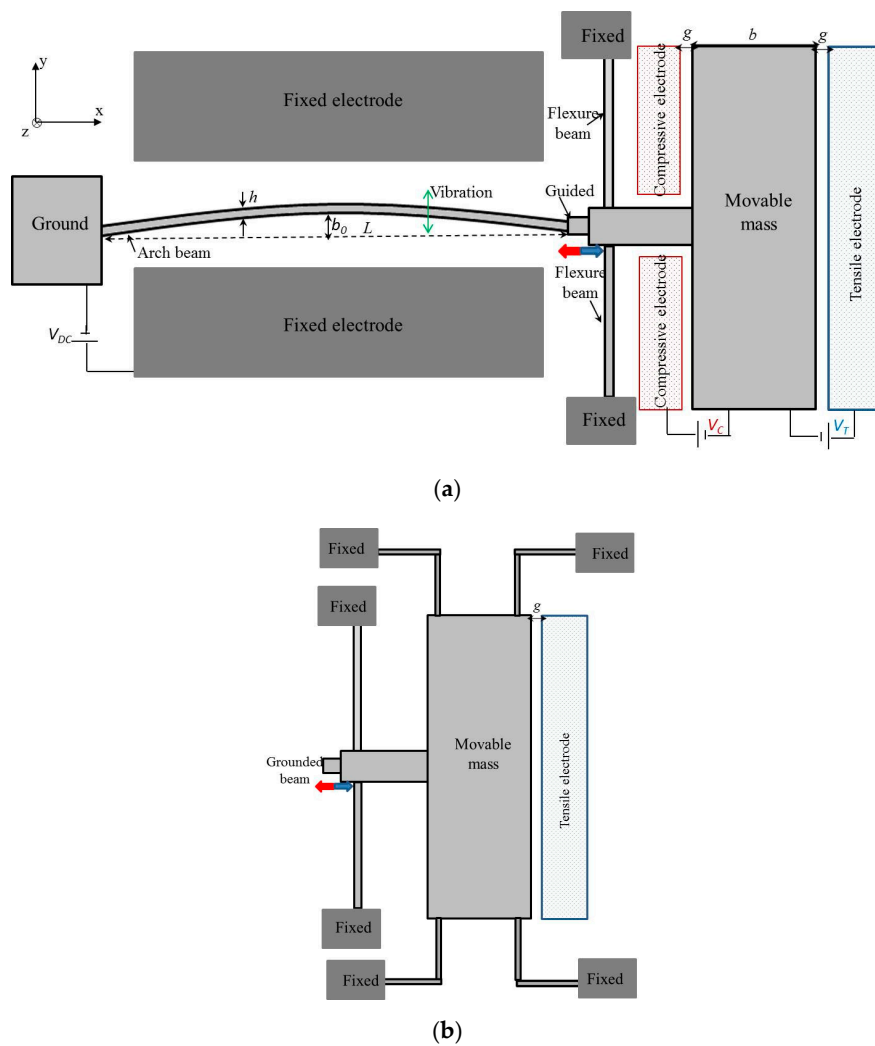 Fixed
g
b
g
y
x
z
Fixed electrode
Flexure
beam
Compressive electrode
Movable
mass
Tensile electrode
Ground
h
Vibration
Guided
b0
L
Arch beam
Flexure
beam
Compressive electrode
Fixed electrode
VDC
Fixed
VC
VT
(a)
Fixed
Fixed
Fixed
g
Movable
mass
Tensile electrode
Grounded
beam
Fixed
Fixed
Fixed
(b)